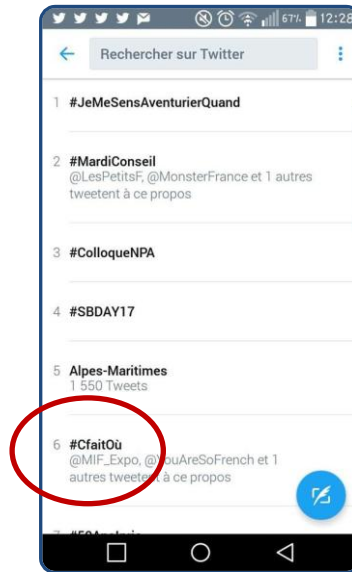 67% 12:28
Rechercher sur Twitter
1 #JeMeSensAventurierQuand
2 #MardiConseil
@LesPetitsF, @MonsterFrance et 1 autres
tweetent à ce propos
3 #ColloqueNPA
4 #SBDAY17
5 Alpes-Maritimes
1 550 Tweets
6 #CfaitOù
@MIF_Expo, @YouAreSoFrench et 1
autres tweetent à ce propos